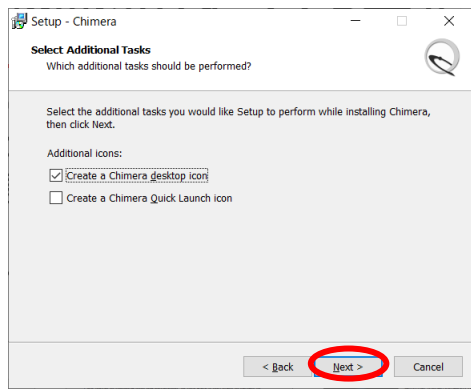 Setup - Chimera
Select Additional Tasks
Which additional tasks should be performed?
Select the additional tasks you would like Setup to perform while installing Chimera,
then click Next.
Additional icons:
Create a Chimera desktop icon
Create a Chimera Quick Launch icon
< Back Next > Cancel